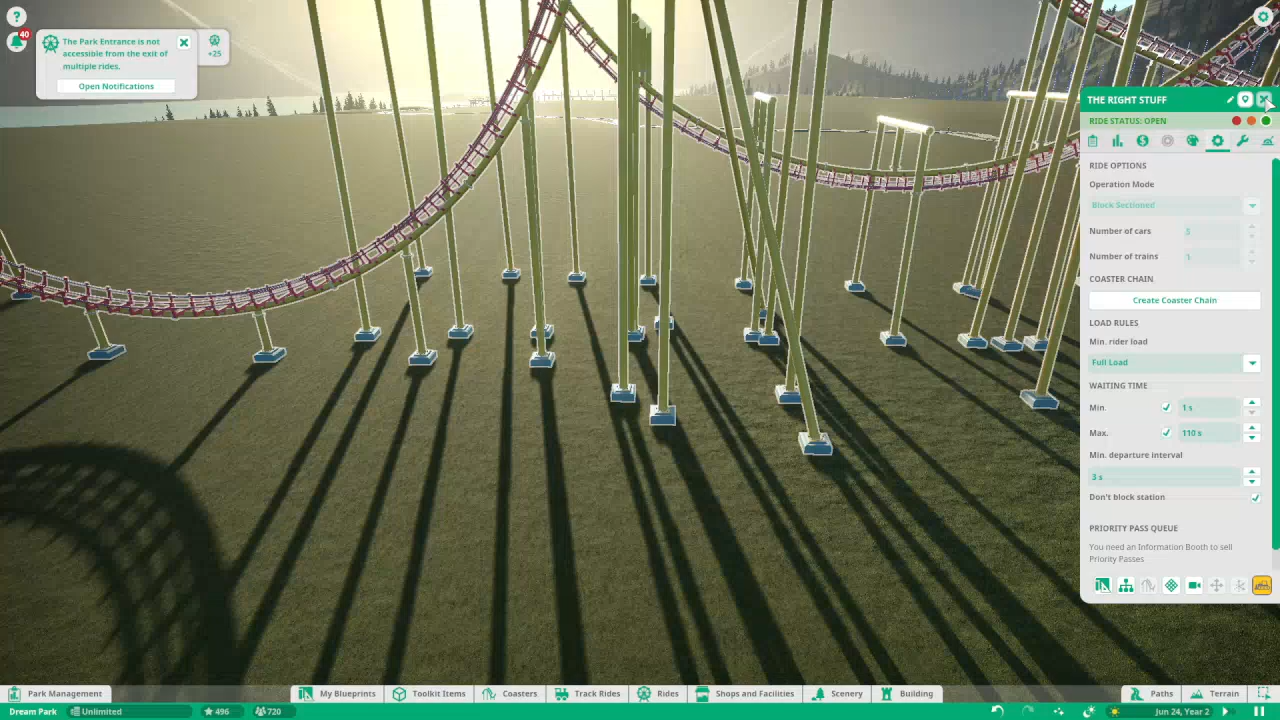 ?
40
The Park Entrance is not
accessible from the exit of
multiple rides.
Open Notifications
+25
THE RIGHT STUFF
RIDE STATUS: OPEN
RIDE OPTIONS
Operation Mode
Block Sectioned
Number of cars
Number of trains
COASTER CHAIN
Create Coaster Chain
LOAD RULES
Min. rider load
Full Load
WAITING TIME
Min. 1 s
Max. 110 s
Min. departure interval
3 s
Don't block station
PRIORITY PASS QUEUE
You need an Information Booth to sell
Priority Passes
Park Management
My Blueprints
Toolkit Items
Coasters
Track Rides
Rides
Shops and Facilities
Scenery
Building
Paths
Terrain
Dream Park
Unlimited
496
720
Jun 24, Year 2